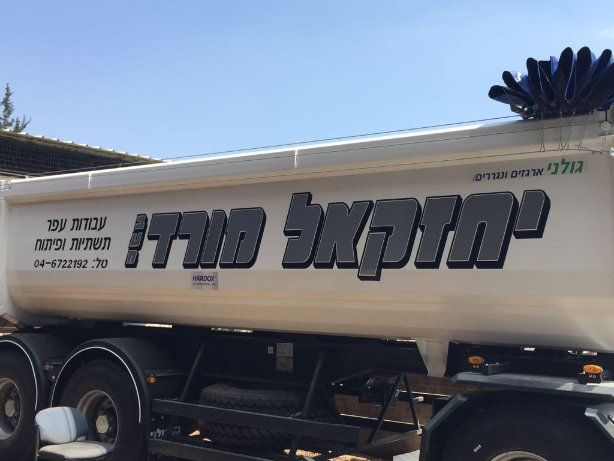 גולני ארגזים ונגררים
יחזקאל מורדי
עבודות עפר
תשתיות ופיתוח
טל: 04-6722192
HARDOX